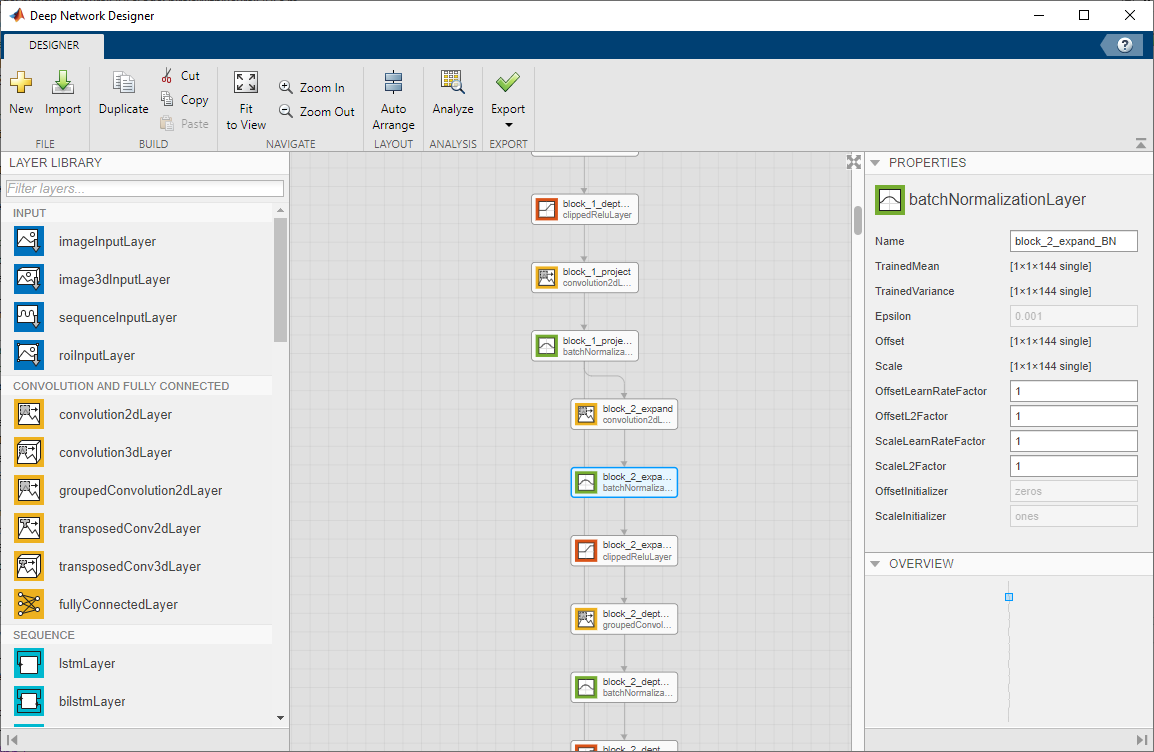 Deep Network Designer
DESIGNER
?
New
Import
Duplicate
Cut
Copy
Paste
Fit
to View
Zoom In
Zoom Out
Auto
Arrange
Analyze
Export
FILE
BUILD
NAVIGATE
LAYOUT
ANALYSIS
EXPORT
LAYER LIBRARY
Filter layers...
INPUT
imageInputLayer
image3dInputLayer
sequenceInputLayer
roiInputLayer
CONVOLUTION AND FULLY CONNECTED
convolution2dLayer
convolution3dLayer
groupedConvolution2dLayer
transposedConv2dLayer
transposedConv3dLayer
fullyConnectedLayer
SEQUENCE
lstmLayer
bilstmLayer
block_1_dept...
clippedReluLayer
block_1_project
convolution2dL...
block_1_proje...
batchNormaliza...
block_2_expand
convolution2dL...
block_2_expa...
batchNormaliza...
block_2_expa...
clippedReluLayer
block_2_dept...
groupedConvol...
block_2_dept...
batchNormaliza...
block_2_dept...
PROPERTIES
batchNormalizationLayer
Name block_2_expand_BN
TrainedMean [1×1×144 single]
TrainedVariance [1×1×144 single]
Epsilon 0.001
Offset [1×1×144 single]
Scale [1×1×144 single]
OffsetLearnRateFactor 1
OffsetL2Factor 1
ScaleLearnRateFactor 1
ScaleL2Factor 1
OffsetInitializer zeros
ScaleInitializer ones
OVERVIEW